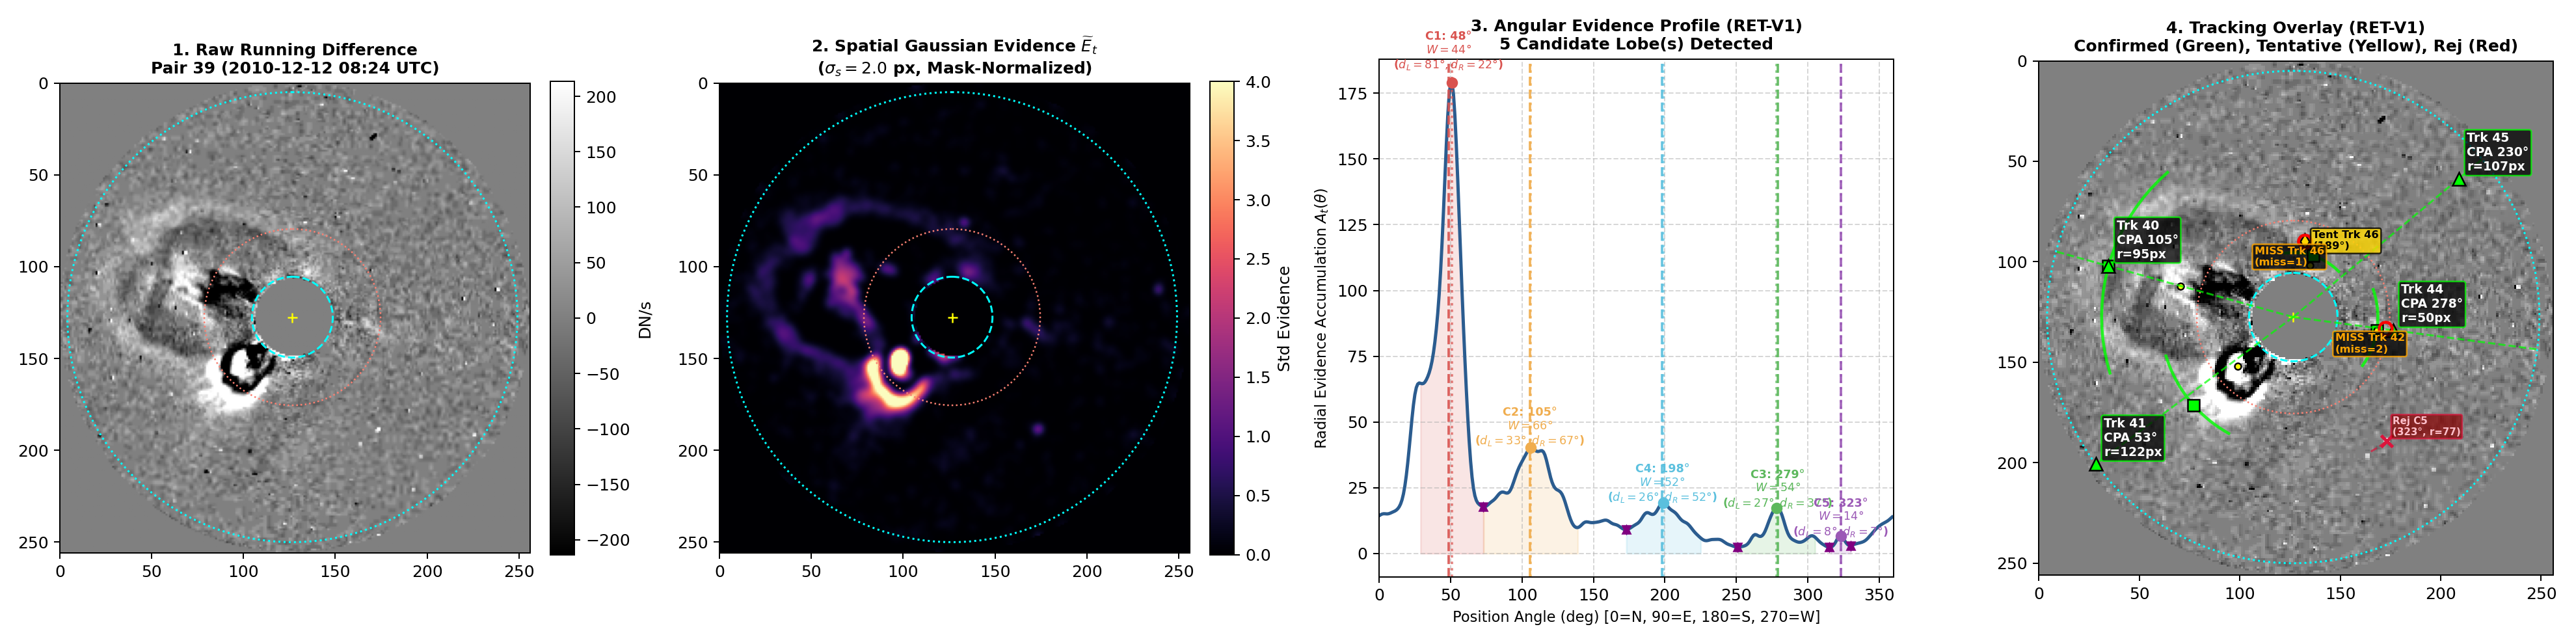 1. Raw Running Difference
Pair 39 (2010-12-12 08:24 UTC)
0
50
100
150
200
250
0
50
100
150
200
250
200
150
100
50
0
−50
−100
−150
−200
DN/s
2. Spatial Gaussian Evidence Ẽt
(σs = 2.0 px, Mask-Normalized)
0
50
100
150
200
250
0
50
100
150
200
250
4.0
3.5
3.0
2.5
2.0
1.5
1.0
0.5
0.0
Std Evidence
3. Angular Evidence Profile (RET-V1)
5 Candidate Lobe(s) Detected
C1: 48°
W = 44°
(dL = 81°, dR = 22°)
C2: 105°
W = 66°
(dL = 33°, dR = 67°)
C4: 198°
W = 52°
(dL = 26°, dR = 52°)
C3: 279°
W = 54°
(dL = 27°, dR =
C5: 323°
W = 14°
(dL = 8°, dR = 7°)
175
150
125
100
75
50
25
0
0
50
100
150
200
250
300
350
Radial Evidence Accumulation At(θ)
Position Angle (deg) [0=N, 90=E, 180=S, 270=W]
4. Tracking Overlay (RET-V1)
Confirmed (Green), Tentative (Yellow), Rej (Red)
0
50
100
150
200
250
0
50
100
150
200
250
Trk 45
CPA 230°
r=107px
Trk 40
CPA 105°
r=95px
Tent Trk 46
(189°)
MISS Trk 46
(miss=1)
Trk 44
CPA 278°
r=50px
MISS Trk 42
(miss=2)
Rej C5
(323°, r=77)
Trk 41
CPA 53°
r=122px